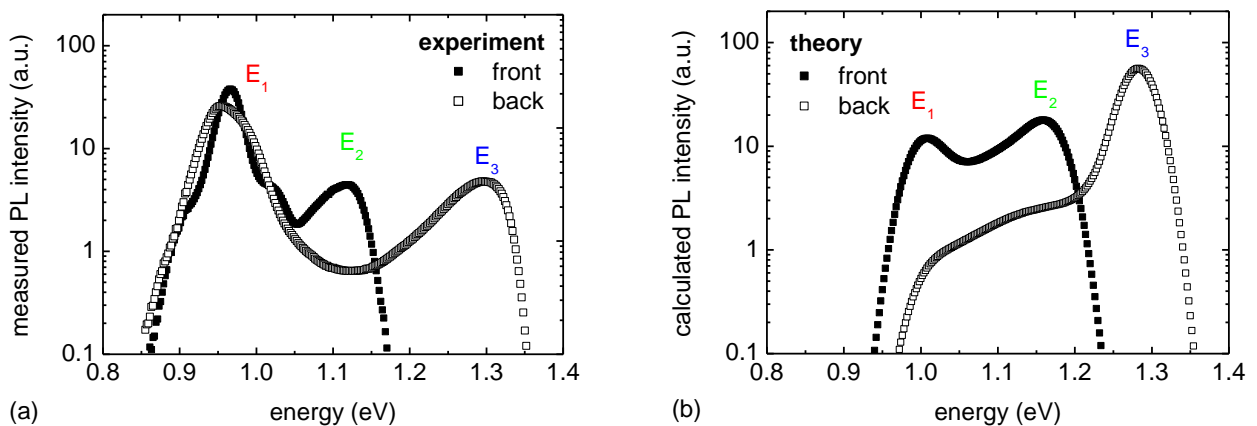 measured PL intensity (a.u.)
100
10
1
0.1
experiment
front
back
E1
E2
E3
0.8 0.9 1.0 1.1 1.2 1.3 1.4
energy (eV)
(a)
calculated PL intensity (a.u.)
100
10
1
0.1
theory
front
back
E1
E2
E3
0.8 0.9 1.0 1.1 1.2 1.3 1.4
energy (eV)
(b)